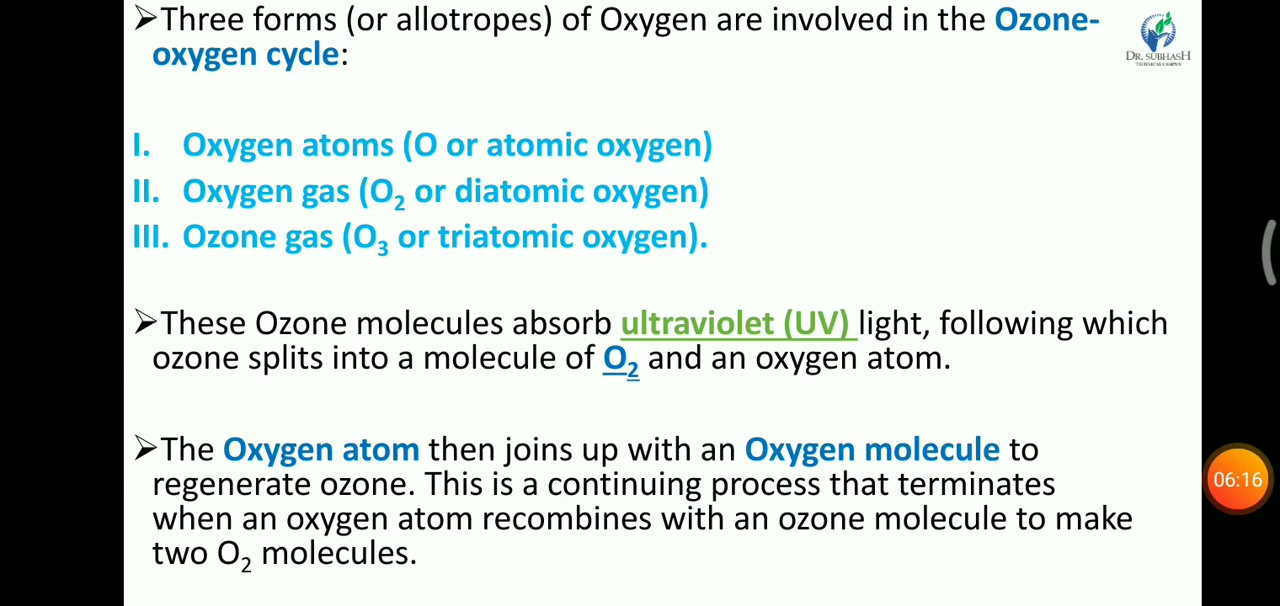 ➢Three forms (or allotropes) of Oxygen are involved in the Ozone-
oxygen cycle:
DR. SUBHASH
TECHNICAL CAMPUS
I. Oxygen atoms (O or atomic oxygen)
II. Oxygen gas (O2 or diatomic oxygen)
III. Ozone gas (O3 or triatomic oxygen).
➢These Ozone molecules absorb ultraviolet (UV) light, following which
ozone splits into a molecule of O2 and an oxygen atom.
➢The Oxygen atom then joins up with an Oxygen molecule to
regenerate ozone. This is a continuing process that terminates
when an oxygen atom recombines with an ozone molecule to make
two O2 molecules.
06:16